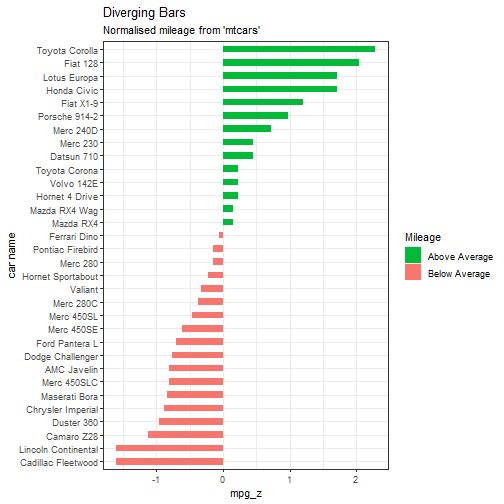 Diverging Bars
Normalised mileage from 'mtcars'
Toyota Corolla
Fiat 128
Lotus Europa
Honda Civic
Fiat X1-9
Porsche 914-2
Merc 240D
Merc 230
Datsun 710
Toyota Corona
Volvo 142E
Hornet 4 Drive
Mazda RX4 Wag
Mazda RX4
Ferrari Dino
Pontiac Firebird
Merc 280
Hornet Sportabout
Valiant
Merc 280C
Merc 450SL
Merc 450SE
Ford Pantera L
Dodge Challenger
AMC Javelin
Merc 450SLC
Maserati Bora
Chrysler Imperial
Duster 360
Camaro Z28
Lincoln Continental
Cadillac Fleetwood
car name
-1 0 1 2
mpg_z
Mileage
Above Average
Below Average